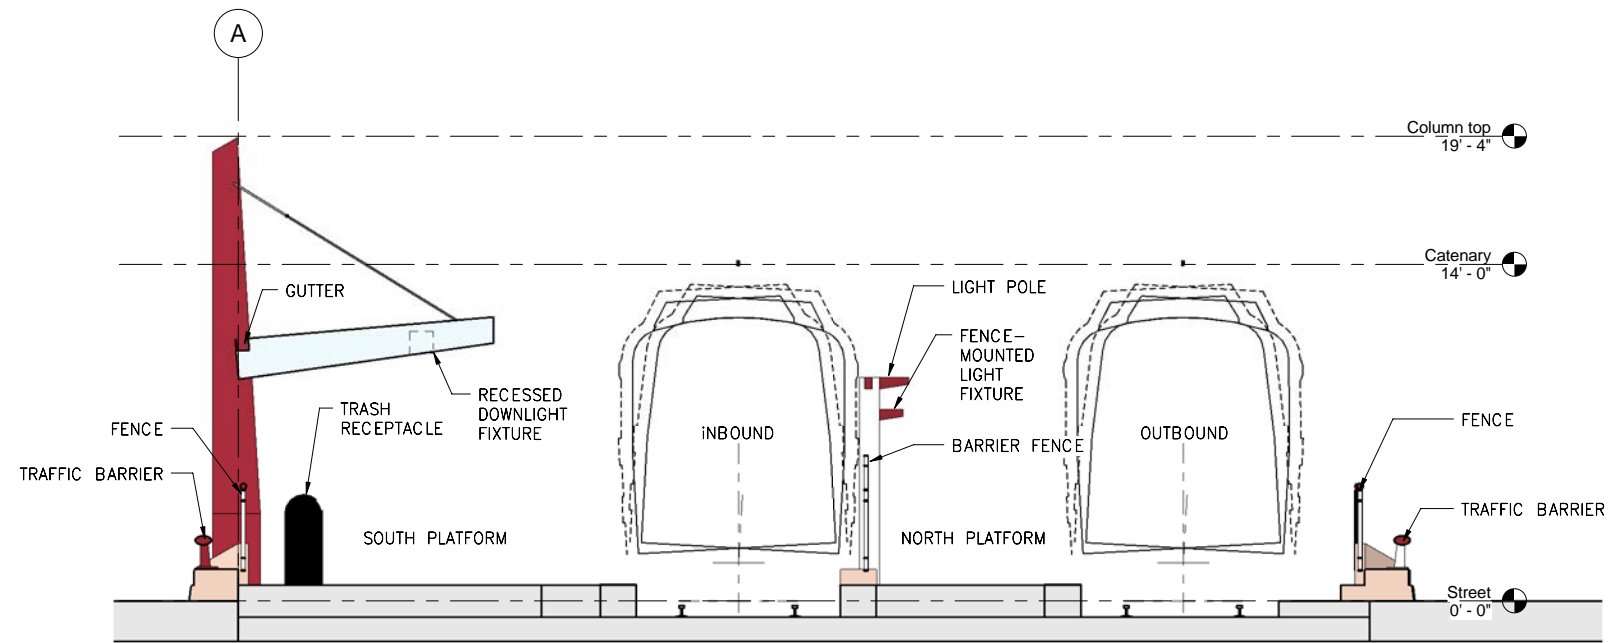 A
Column top
19' - 4"
Catenary
14' - 0"
GUTTER
LIGHT POLE
FENCE-
MOUNTED
LIGHT
FIXTURE
RECESSED
DOWNLIGHT
FIXTURE
TRASH
RECEPTACLE
FENCE
TRAFFIC BARRIER
iNBOUND
BARRIER FENCE
OUTBOUND
FENCE
TRAFFIC BARRIER
SOUTH PLATFORM
NORTH PLATFORM
Street
0' - 0"